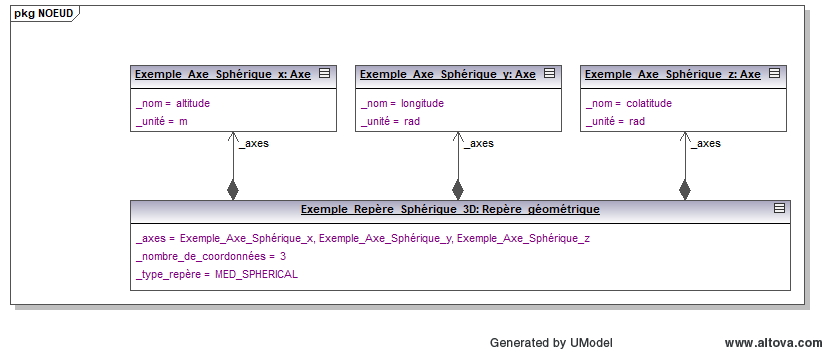 pkg NOEUD
Exemple_Axe_Sphérique_x: Axe
_nom = altitude
_unité = m
Exemple_Axe_Sphérique_y: Axe
_nom = longitude
_unité = rad
Exemple_Axe_Sphérique_z: Axe
_nom = colatitude
_unité = rad
_axes
_axes
_axes
Exemple_Repère_Sphérique_3D: Repère_géométrique
_axes = Exemple_Axe_Sphérique_x, Exemple_Axe_Sphérique_y, Exemple_Axe_Sphérique_z
_nombre_de_coordonnées = 3
_type_repère = MED_SPHERICAL
Generated by UModel
www.altova.com